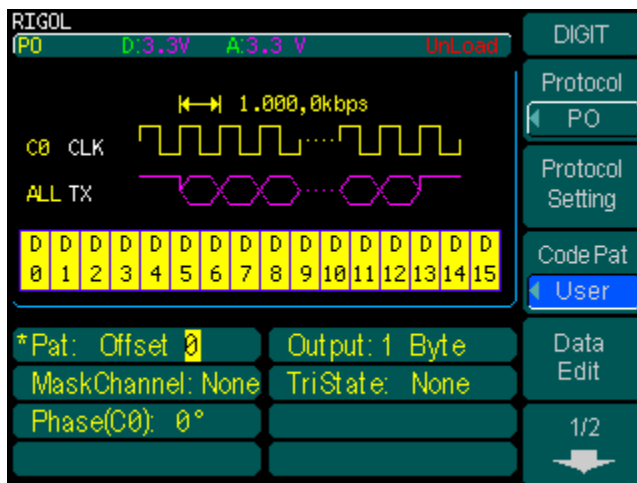 RIGOL
PO D:3.3V A:3.3 V UnLoad
1.000,0kbps
C0 CLK
ALL TX
D D D D D D D D D D D D D D D D
0 1 2 3 4 5 6 7 8 9 10 11 12 13 14 15
*Pat: Offset 0 Output: 1 Byte
MaskChannel: None TriState: None
Phase(C0): 0°
DIGIT
Protocol
PO
Protocol
Setting
Code Pat
User
Data
Edit
1/2